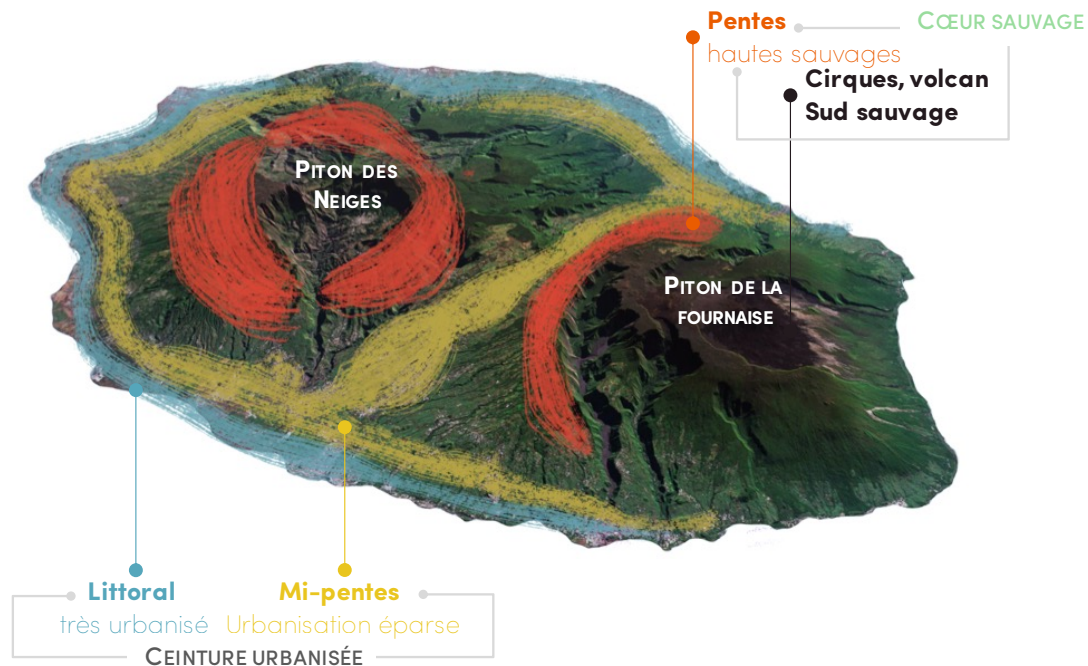 Pentes
hautes sauvages
CŒUR SAUVAGE
Cirques, volcan
Sud sauvage
PITON DES
NEIGES
PITON DE LA
FOURNAISE
Littoral
très urbanisé
Mi-pentes
Urbanisation éparse
CEINTURE URBANISÉE